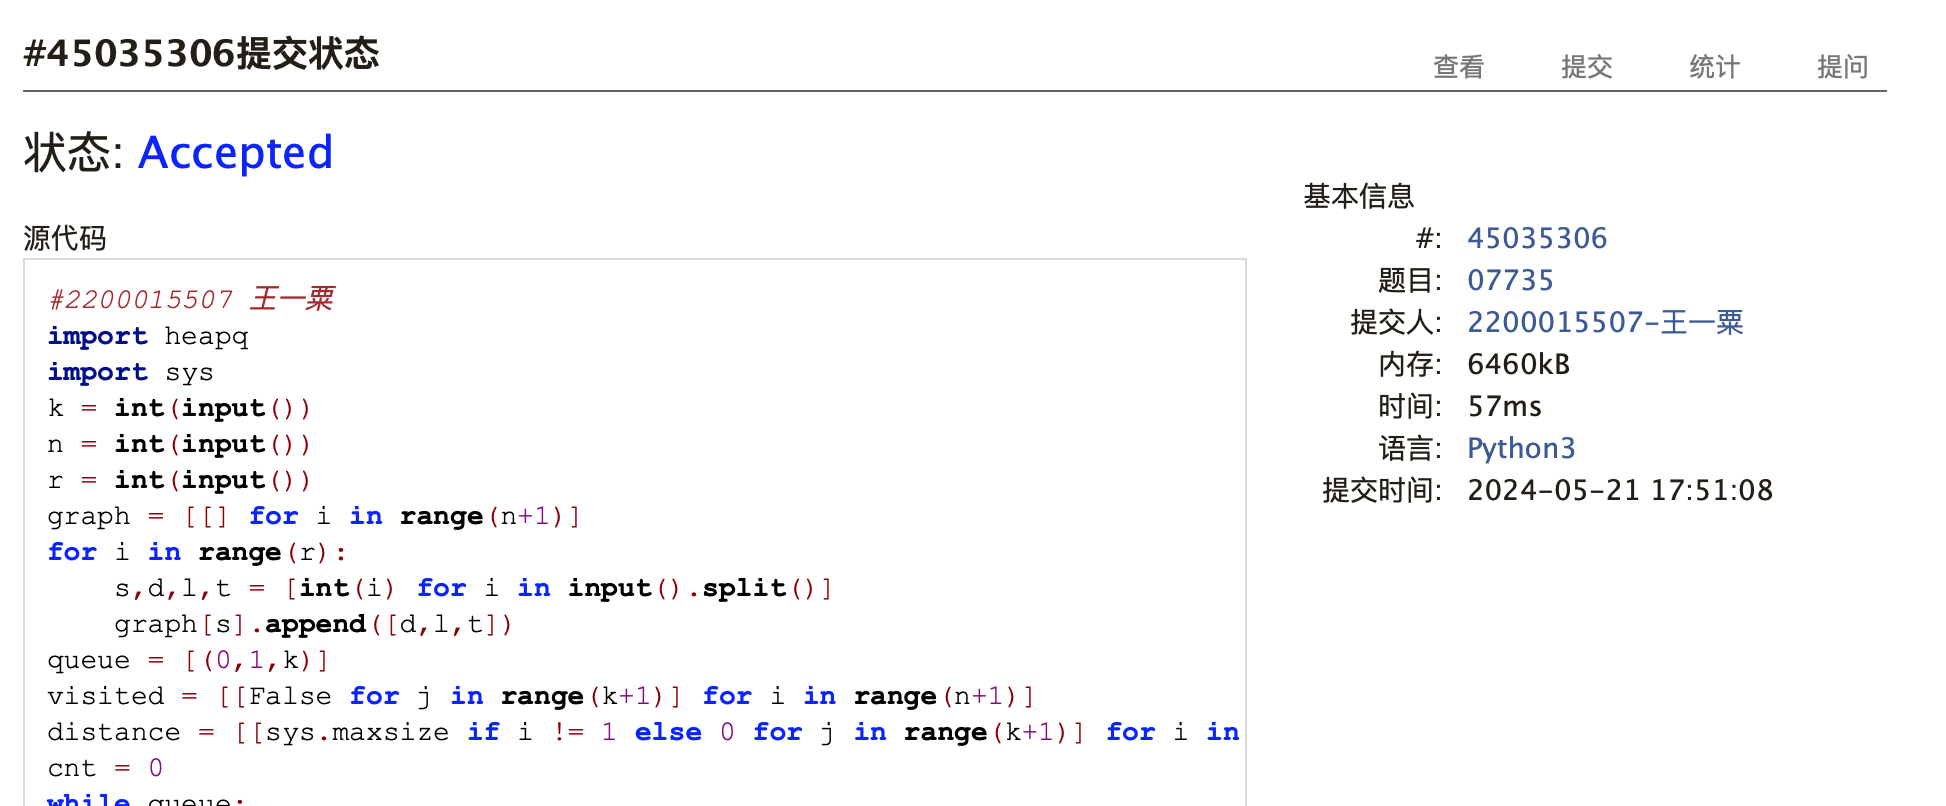 #45035306提交状态
查看 提交 统计 提问
状态: Accepted
源代码
#2200015507 王一粟
import heapq
import sys
k = int(input())
n = int(input())
r = int(input())
graph = [[] for i in range(n+1)]
for i in range(r):
    s,d,l,t = [int(i) for i in input().split()]
    graph[s].append([d,l,t])
queue = [(0,1,k)]
visited = [[False for j in range(k+1)] for i in range(n+1)]
distance = [[sys.maxsize if i != 1 else 0 for j in range(k+1)] for i in
cnt = 0
while queue:
基本信息
#: 45035306
题目: 07735
提交人: 2200015507-王一粟
内存: 6460kB
时间: 57ms
语言: Python3
提交时间: 2024-05-21 17:51:08